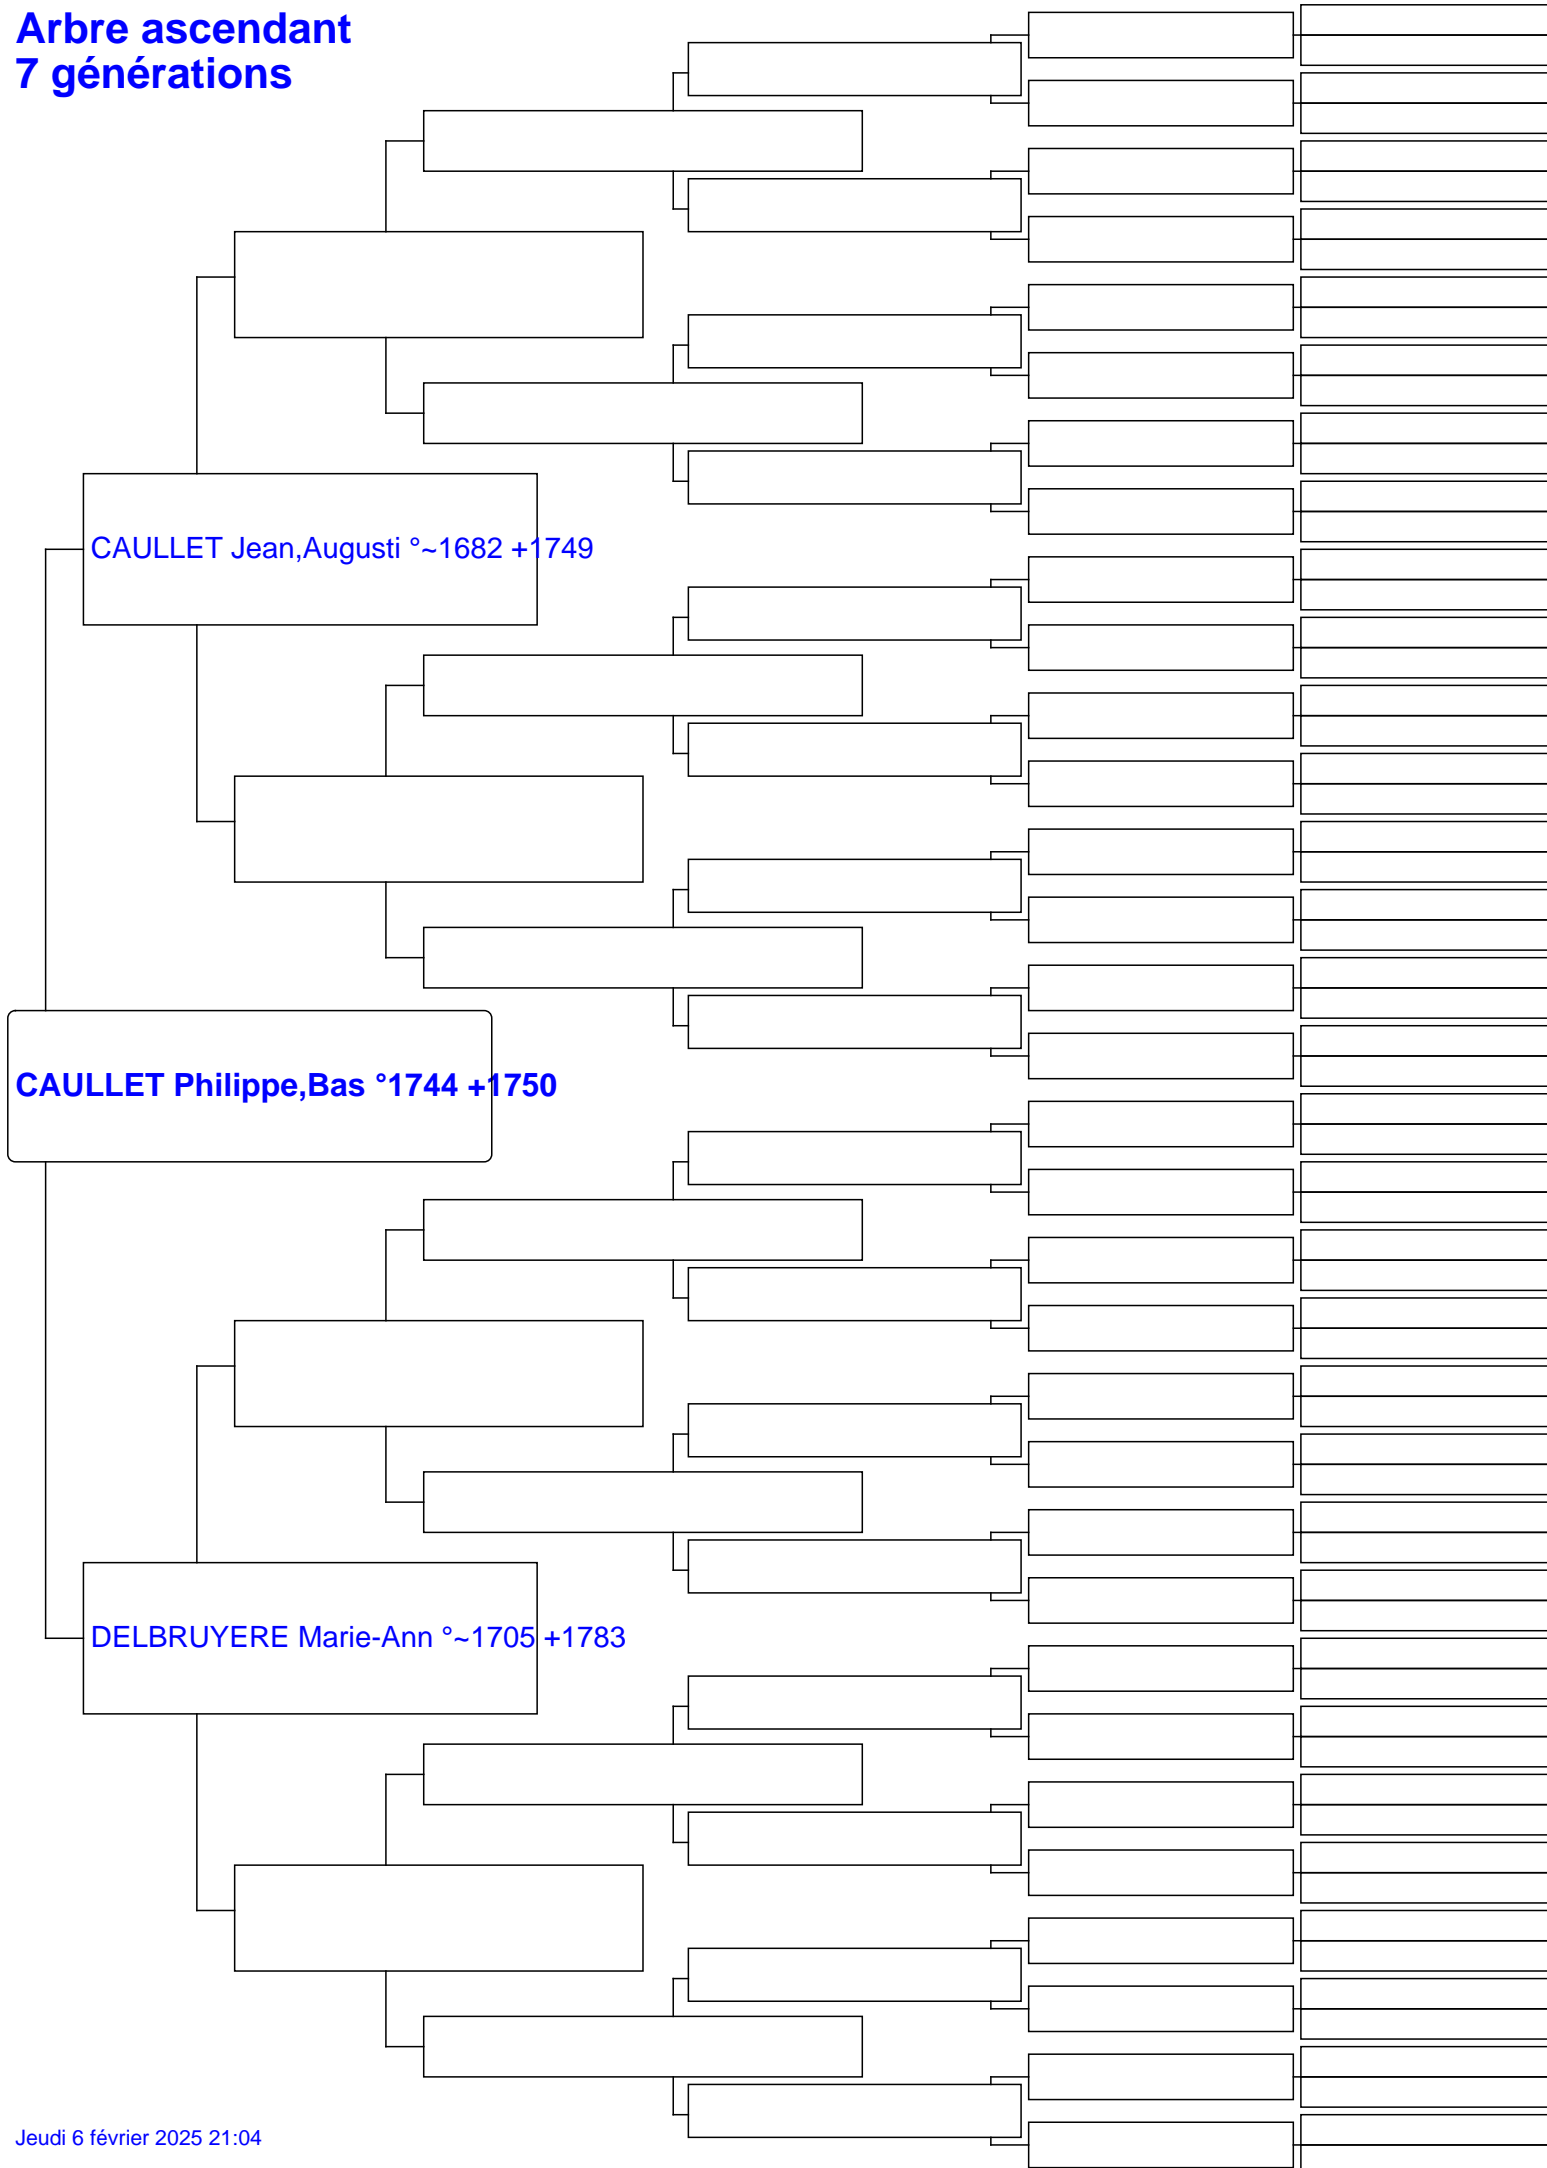 Arbre ascendant
7 générations
CAULLET Jean,Augusti °~1682 +1749
CAULLET Philippe,Bas °1744 +1750
DELBRUYERE Marie-Ann °~1705 +1783
Jeudi 6 février 2025 21:04